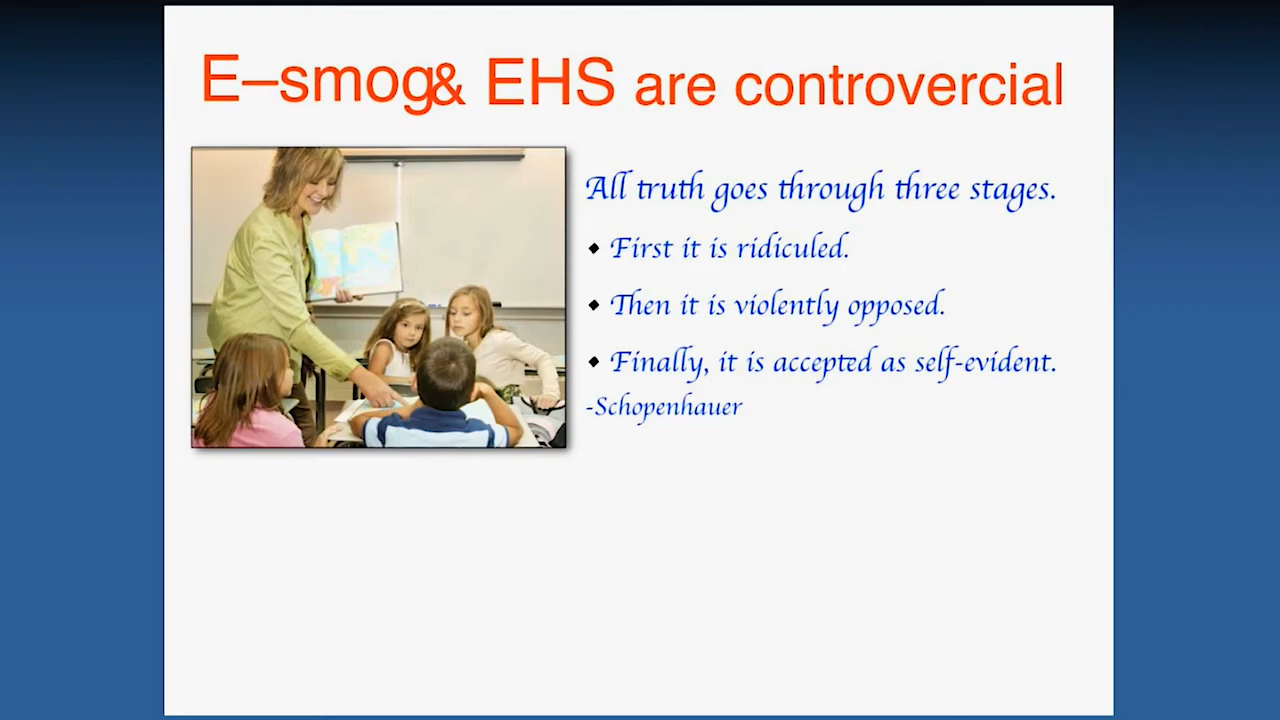 E–smog& EHS are controvercial
All truth goes through three stages.
• First it is ridiculed.
• Then it is violently opposed.
• Finally, it is accepted as self-evident.
-Schopenhauer